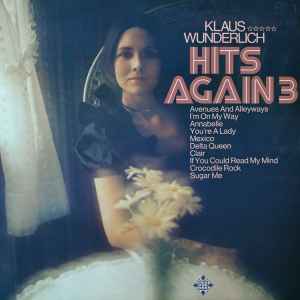 KLAUS ☆☆☆☆☆
WUNDERLICH
HITS
AGAIN 3
Avenues And Alleyways
I'm On My Way
Annabelle
You're A Lady
Mexico
Delta Queen
Clair
If You Could Read My Mind
Crocodile Rock
Sugar Me